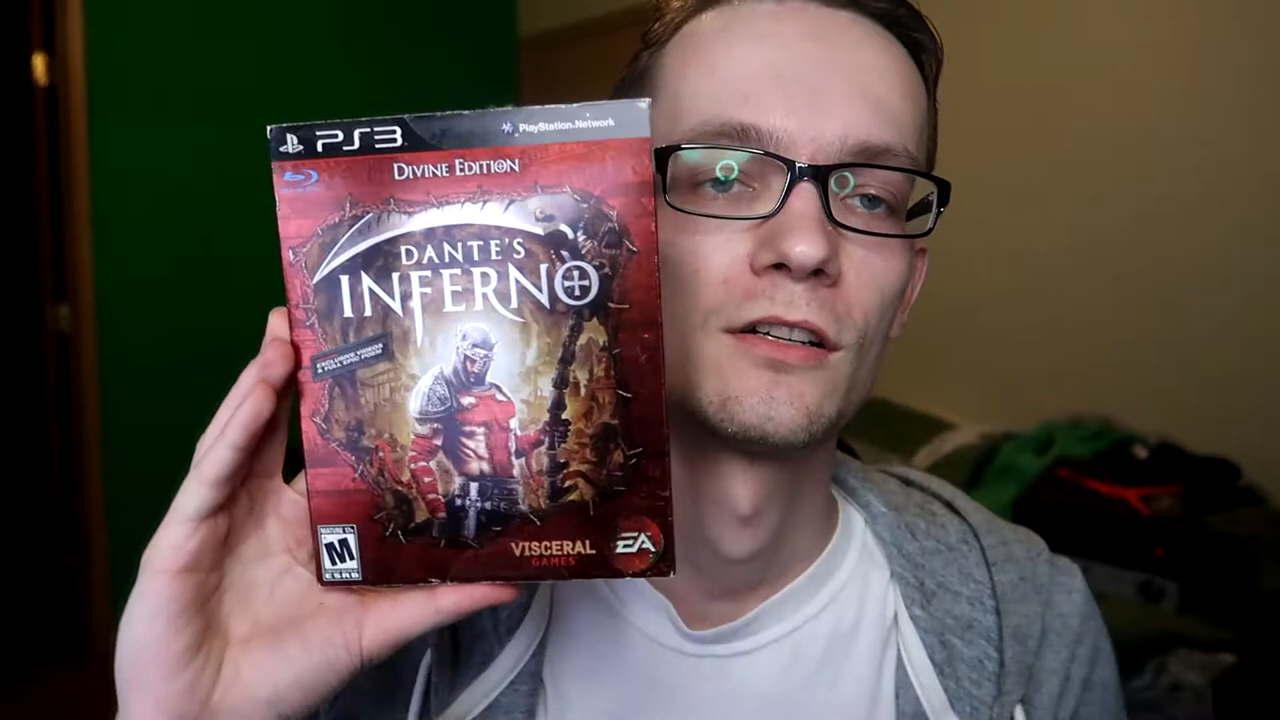 PS3
PlayStation®Network
DIVINE EDITION
DANTE'S
INFERNO
EXCLUSIVE VIDEOS
& FULL EPIC POEM
MATURE 17+
M
ESRB
VISCERAL
GAMES
EA